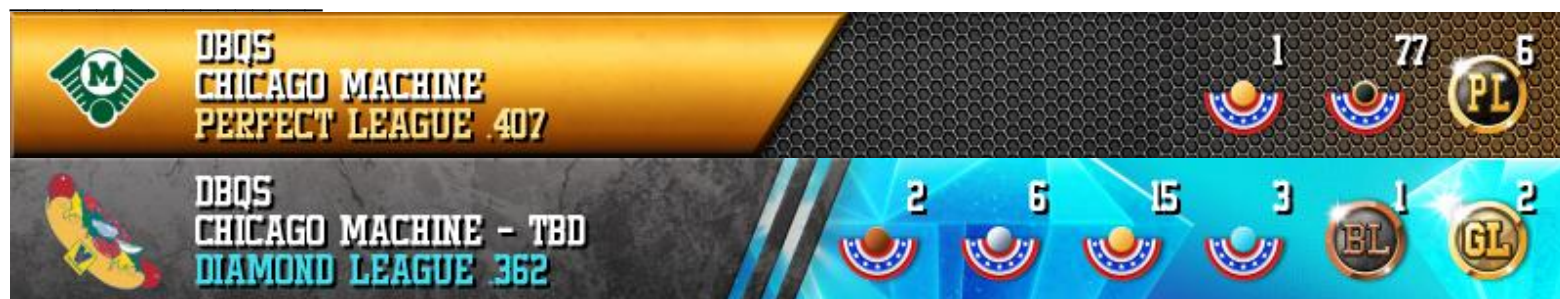 DBQS
CHICAGO MACHINE
PERFECT LEAGUE .407
M
1 77 6
PL
DBQS
CHICAGO MACHINE - TBD
DIAMOND LEAGUE .362
2 6 15 3 1 2
BL GL